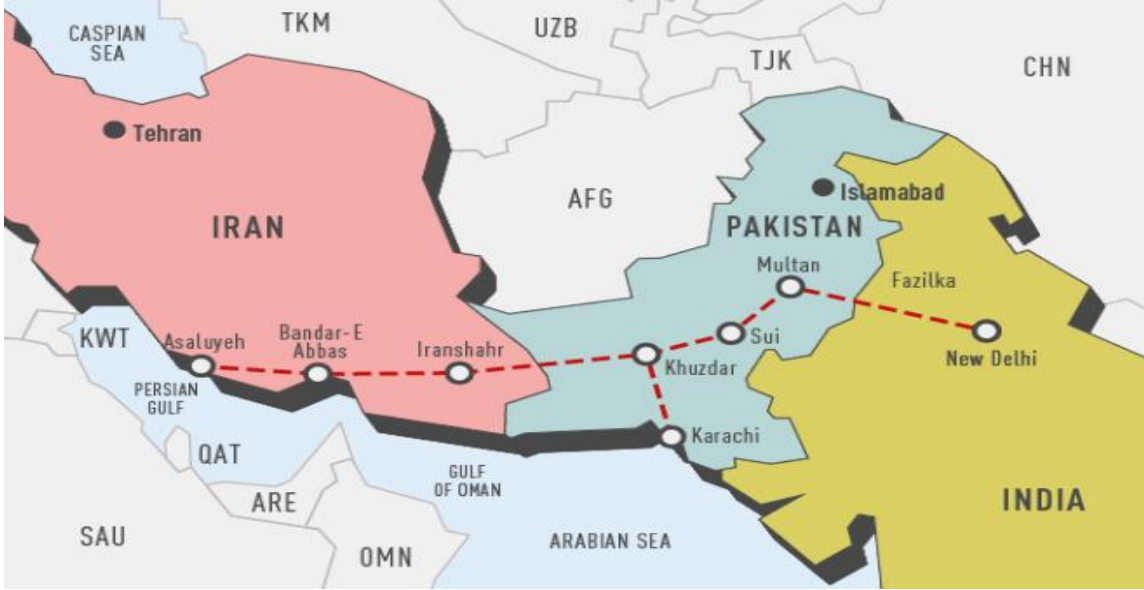 CASPIAN
SEA
TKM
UZB
TJK
CHN
Tehran
IRAN
AFG
Islamabad
PAKISTAN
Multan
Fazilka
KWT
Asaluyeh
Bandar-E
Abbas
Iranshahr
Khuzdar
Sui
New Delhi
PERSIAN
GULF
Karachi
QAT
GULF
OF OMAN
ARE
INDIA
SAU
OMN
ARABIAN SEA